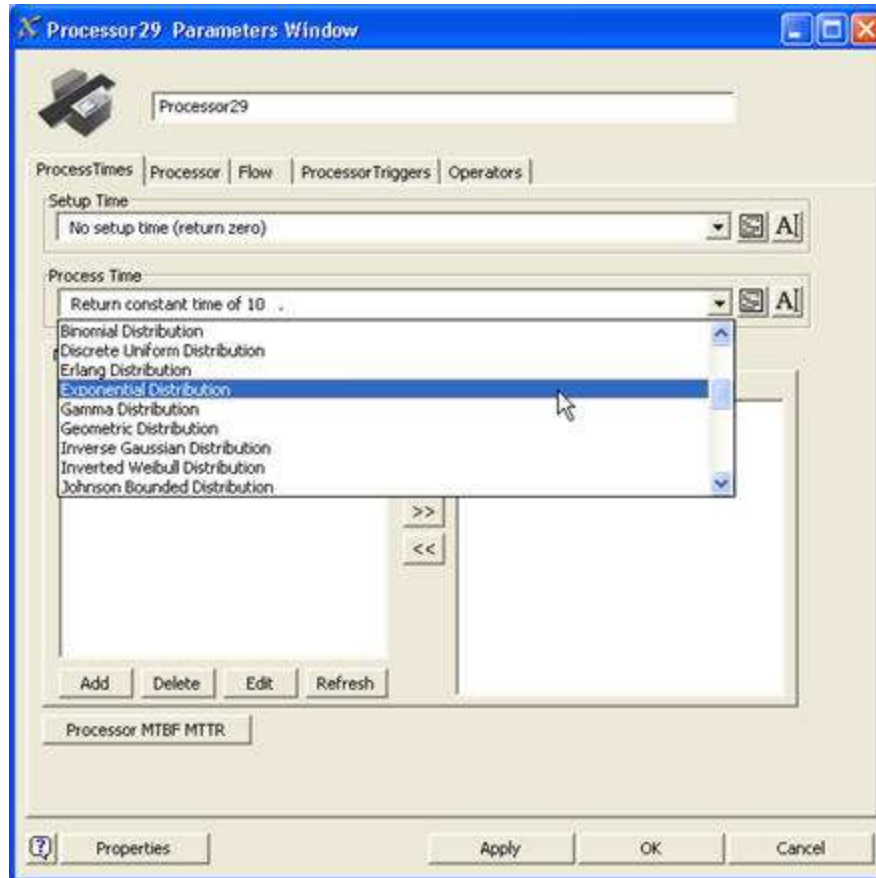 Processor29 Parameters Window
Processor29
ProcessTimes Processor Flow ProcessorTriggers Operators
Setup Time
No setup time (return zero)
A
Process Time
Return constant time of 10 .
A
Binomial Distribution
Discrete Uniform Distribution
Erlang Distribution
Exponential Distribution
Gamma Distribution
Geometric Distribution
Inverse Gaussian Distribution
Inverted Weibull Distribution
Johnson Bounded Distribution
>>
<<
Add Delete Edit Refresh
Processor MTBF MTTR
? Properties Apply OK Cancel